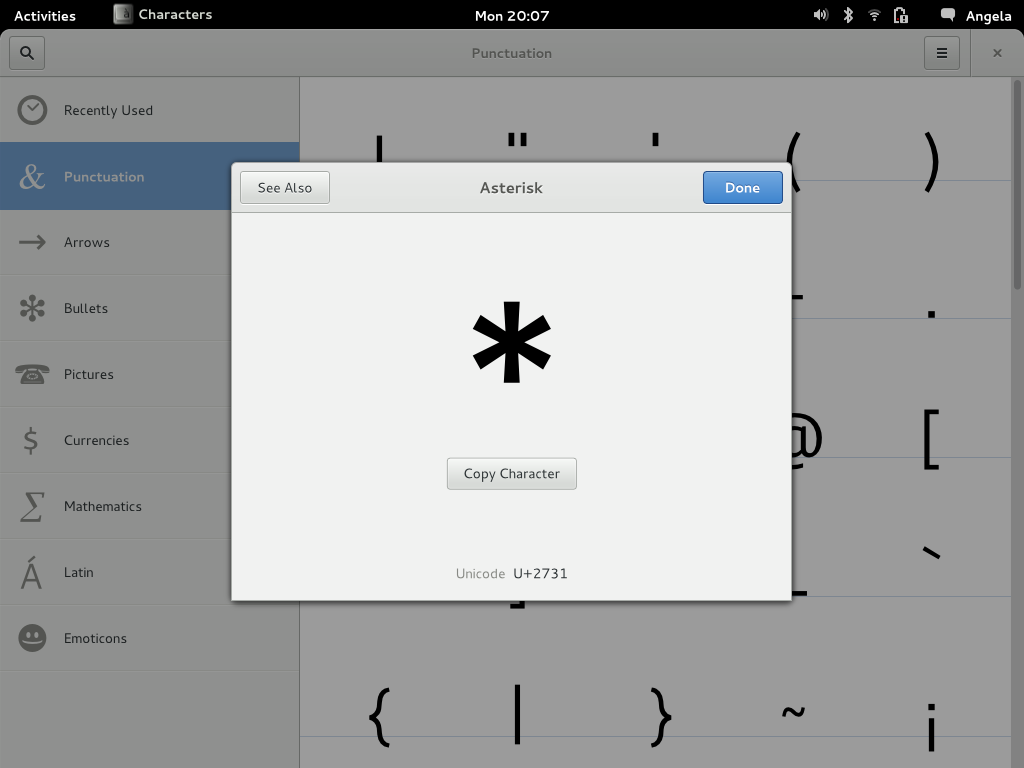 Activities Characters Mon 20:07 Angela
Punctuation
Recently Used
Punctuation
Arrows
Bullets
Pictures
Currencies
Mathematics
Latin
Emoticons
" ' ( )
.
@ [
`
{ | } ~ ¡
See Also Asterisk Done
*
Copy Character
Unicode U+2731